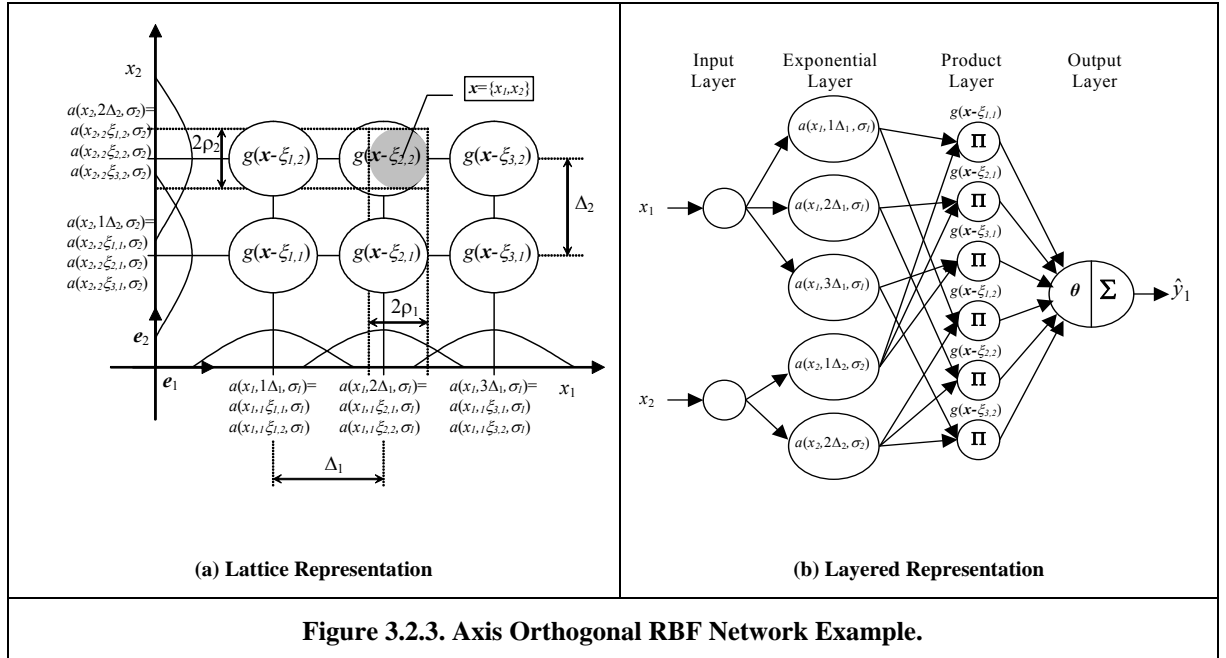 x₂
x={x₁,x₂}
a(x₂,2Δ₂,σ₂)=
a(x₂,₂ξ₁,₂,σ₂)
a(x₂,₂ξ₂,₂,σ₂)
a(x₂,₂ξ₃,₂,σ₂)
2ρ₂
g(x-ξ₁,₂)
g(x-ξ₂,₂)
g(x-ξ₃,₂)
Δ₂
a(x₂,1Δ₂,σ₂)=
a(x₂,₂ξ₁,₁,σ₂)
a(x₂,₂ξ₂,₁,σ₂)
a(x₂,₂ξ₃,₁,σ₂)
g(x-ξ₁,₁)
g(x-ξ₂,₁)
g(x-ξ₃,₁)
2ρ₁
e₂
e₁
x₁
a(x₁,1Δ₁,σ₁)=
a(x₁,₁ξ₁,₁,σ₁)
a(x₁,₁ξ₁,₂,σ₁)
a(x₁,2Δ₁,σ₁)=
a(x₁,₁ξ₂,₁,σ₁)
a(x₁,₁ξ₂,₂,σ₁)
a(x₁,3Δ₁,σ₁)=
a(x₁,₁ξ₃,₁,σ₁)
a(x₁,₁ξ₃,₂,σ₁)
Δ₁
(a) Lattice Representation
Input
Layer
Exponential
Layer
Product
Layer
Output
Layer
x₁
x₂
a(x₁,1Δ₁,σ₁)
a(x₁,2Δ₁,σ₁)
a(x₁,3Δ₁,σ₁)
a(x₂,1Δ₂,σ₂)
a(x₂,2Δ₂,σ₂)
g(x-ξ₁,₁)
Π
g(x-ξ₂,₁)
Π
g(x-ξ₃,₁)
Π
g(x-ξ₁,₂)
Π
g(x-ξ₂,₂)
Π
g(x-ξ₃,₂)
Π
θ Σ
ŷ₁
(b) Layered Representation
Figure 3.2.3. Axis Orthogonal RBF Network Example.